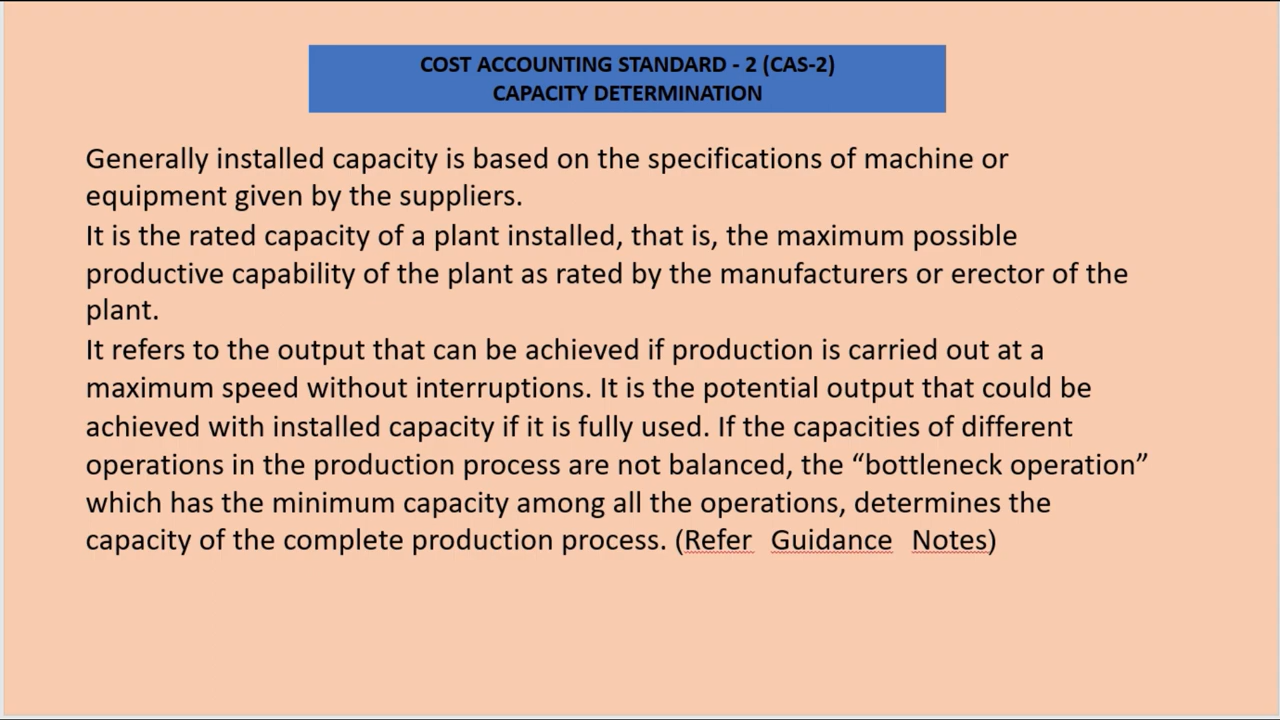 COST ACCOUNTING STANDARD - 2 (CAS-2)
CAPACITY DETERMINATION
Generally installed capacity is based on the specifications of machine or
equipment given by the suppliers.
It is the rated capacity of a plant installed, that is, the maximum possible
productive capability of the plant as rated by the manufacturers or erector of the
plant.
It refers to the output that can be achieved if production is carried out at a
maximum speed without interruptions. It is the potential output that could be
achieved with installed capacity if it is fully used. If the capacities of different
operations in the production process are not balanced, the “bottleneck operation”
which has the minimum capacity among all the operations, determines the
capacity of the complete production process. (Refer Guidance Notes)